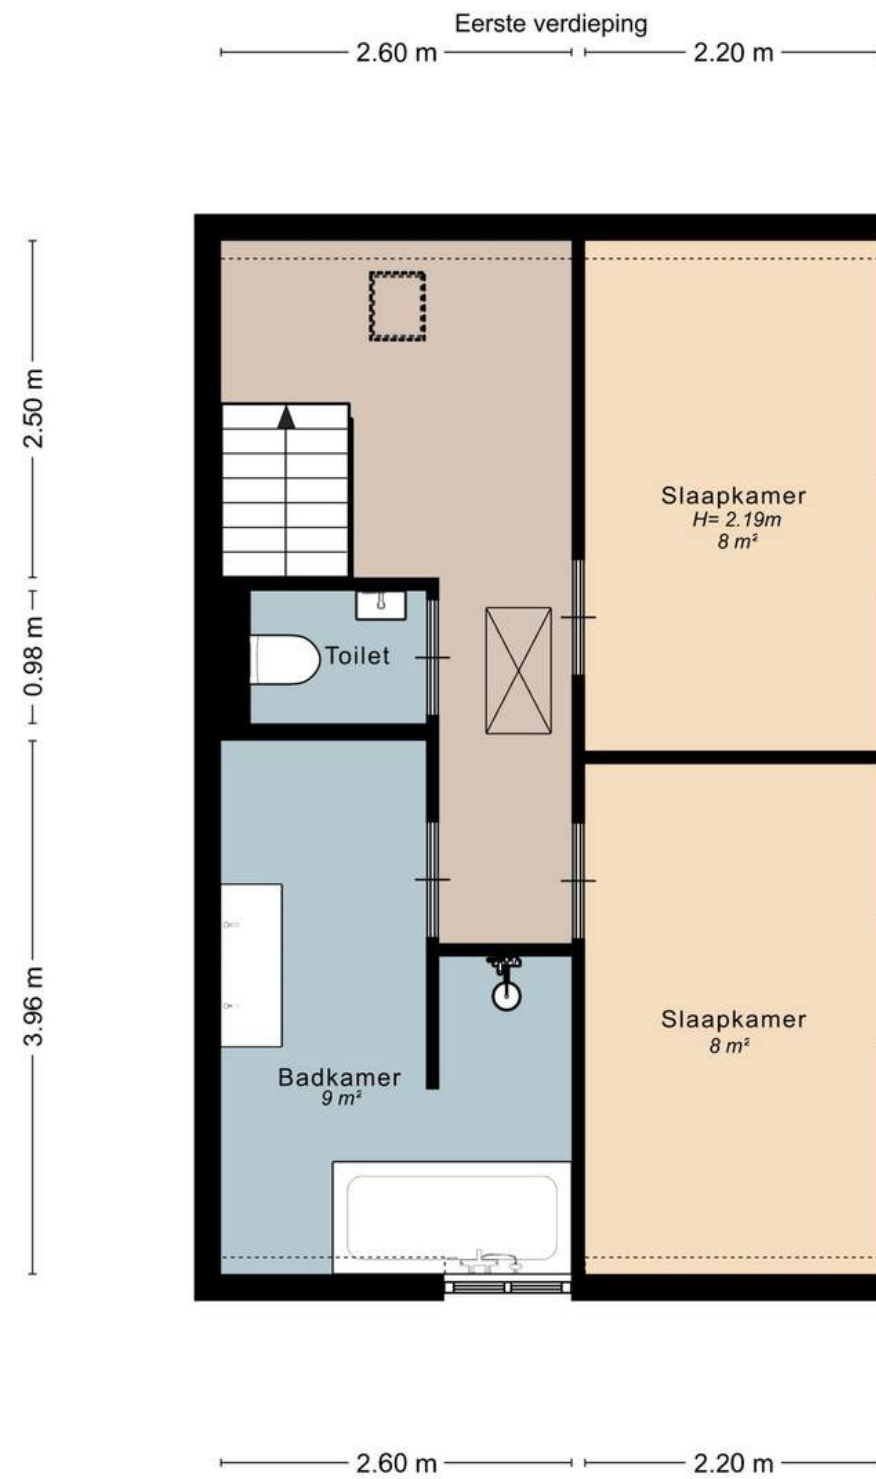 Eerste verdieping
2.60 m
2.20 m
2.50 m
Slaapkamer
H= 2.19m
8 m²
0.98 m
Toilet
3.96 m
Slaapkamer
8 m²
Badkamer
9 m²
2.60 m
2.20 m